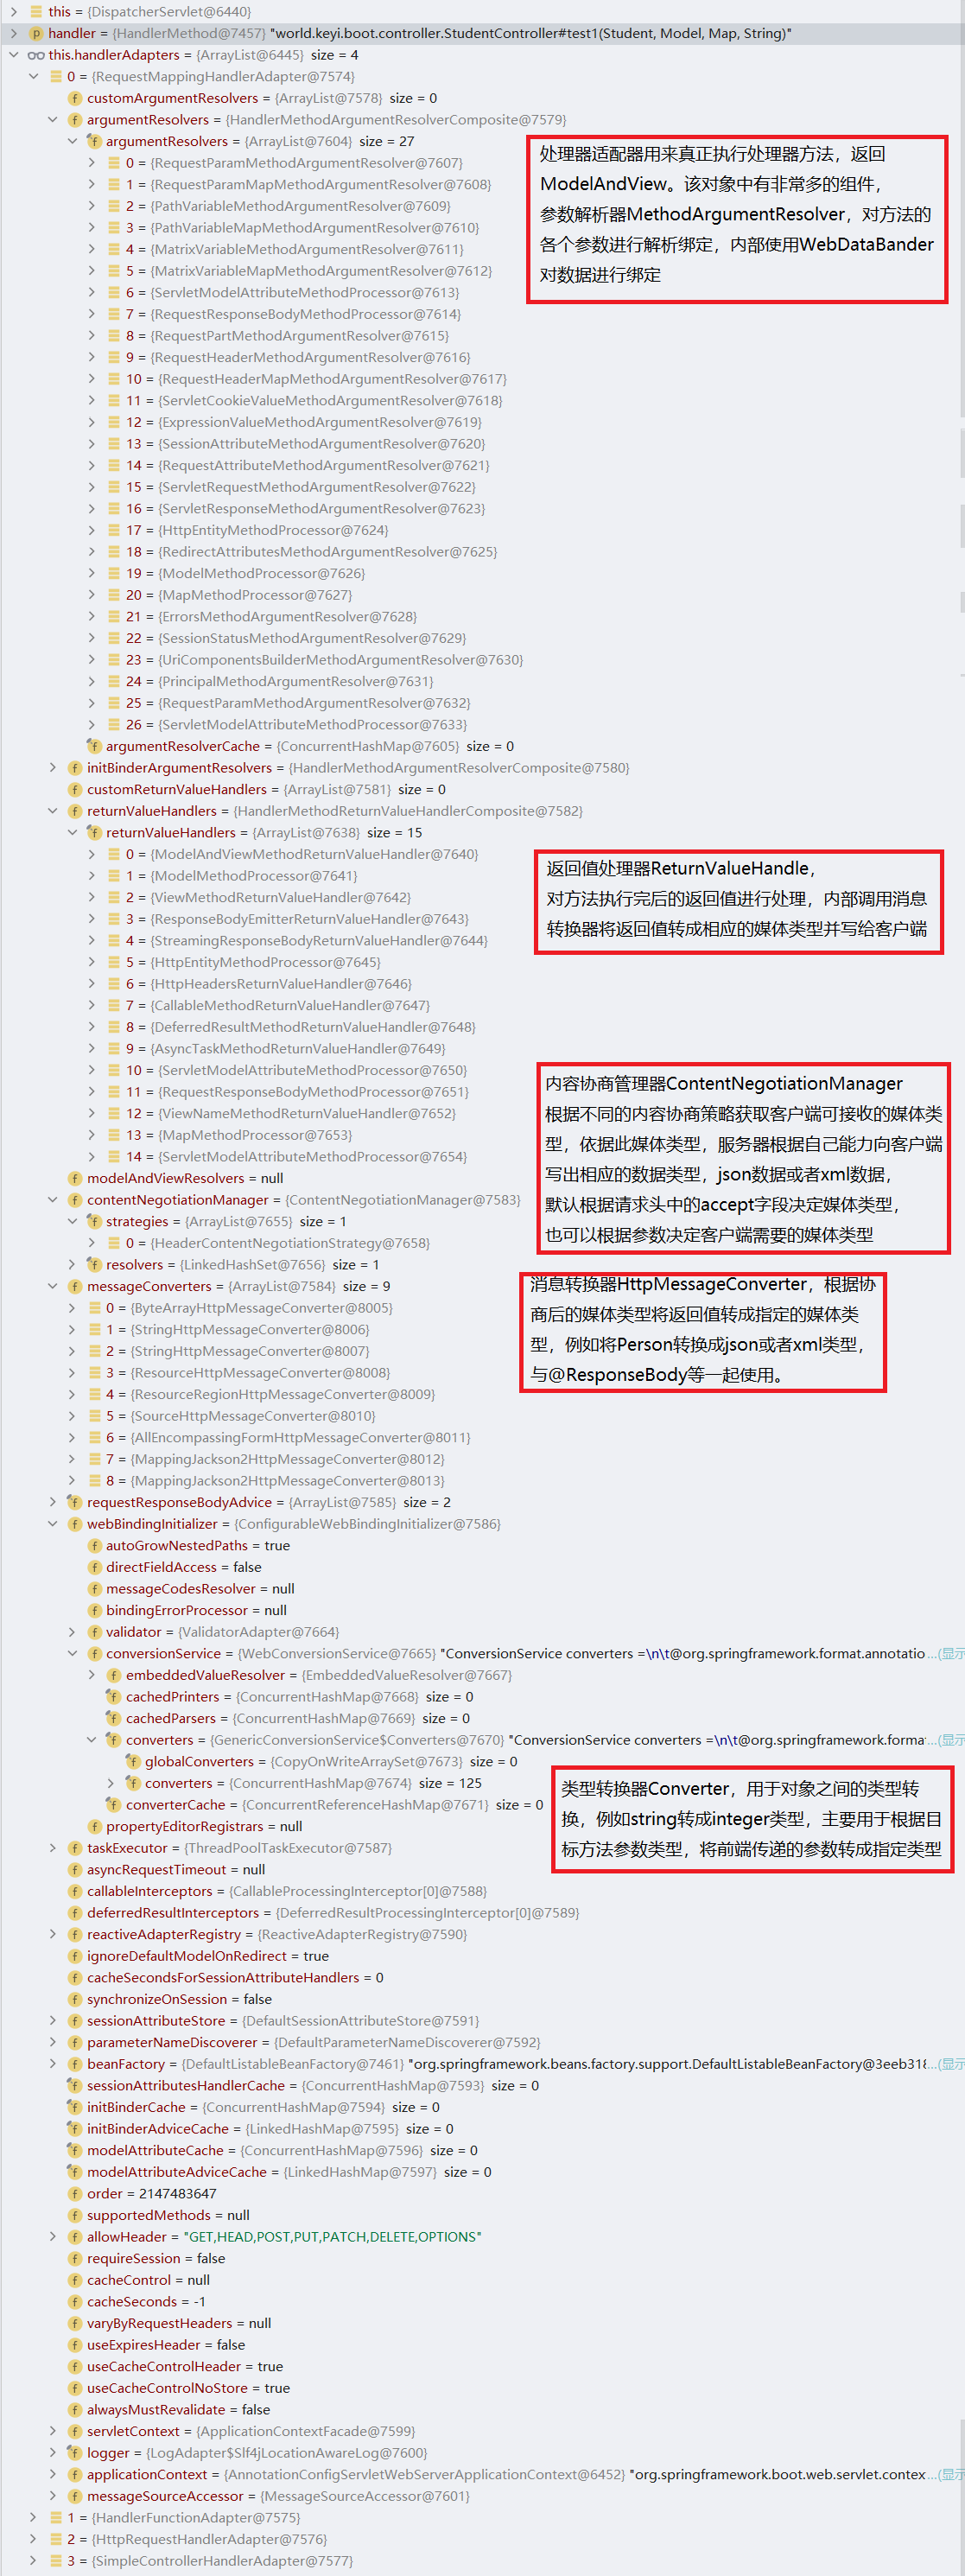 this = {DispatcherServlet@6440}
handler = {HandlerMethod@7457} "world.keyi.boot.controller.StudentController#test1(Student, Model, Map, String)"
this.handlerAdapters = {ArrayList@6445} size = 4
0 = {RequestMappingHandlerAdapter@7574}
customArgumentResolvers = {ArrayList@7578} size = 0
argumentResolvers = {HandlerMethodArgumentResolverComposite@7579}
argumentResolvers = {ArrayList@7604} size = 27
0 = {RequestParamMethodArgumentResolver@7607}
1 = {RequestParamMapMethodArgumentResolver@7608}
2 = {PathVariableMethodArgumentResolver@7609}
3 = {PathVariableMapMethodArgumentResolver@7610}
4 = {MatrixVariableMethodArgumentResolver@7611}
5 = {MatrixVariableMapMethodArgumentResolver@7612}
6 = {ServletModelAttributeMethodProcessor@7613}
7 = {RequestResponseBodyMethodProcessor@7614}
8 = {RequestPartMethodArgumentResolver@7615}
9 = {RequestHeaderMethodArgumentResolver@7616}
10 = {RequestHeaderMapMethodArgumentResolver@7617}
11 = {ServletCookieValueMethodArgumentResolver@7618}
12 = {ExpressionValueMethodArgumentResolver@7619}
13 = {SessionAttributeMethodArgumentResolver@7620}
14 = {RequestAttributeMethodArgumentResolver@7621}
15 = {ServletRequestMethodArgumentResolver@7622}
16 = {ServletResponseMethodArgumentResolver@7623}
17 = {HttpEntityMethodProcessor@7624}
18 = {RedirectAttributesMethodArgumentResolver@7625}
19 = {ModelMethodProcessor@7626}
20 = {MapMethodProcessor@7627}
21 = {ErrorsMethodArgumentResolver@7628}
22 = {SessionStatusMethodArgumentResolver@7629}
23 = {UriComponentsBuilderMethodArgumentResolver@7630}
24 = {PrincipalMethodArgumentResolver@7631}
25 = {RequestParamMethodArgumentResolver@7632}
26 = {ServletModelAttributeMethodProcessor@7633}
argumentResolverCache = {ConcurrentHashMap@7605} size = 0
处理器适配器用来真正执行处理器方法，返回
ModelAndView。该对象中有非常多的组件，
参数解析器MethodArgumentResolver，对方法的
各个参数进行解析绑定，内部使用WebDataBander
对数据进行绑定
initBinderArgumentResolvers = {HandlerMethodArgumentResolverComposite@7580}
customReturnValueHandlers = {ArrayList@7581} size = 0
returnValueHandlers = {HandlerMethodReturnValueHandlerComposite@7582}
returnValueHandlers = {ArrayList@7638} size = 15
0 = {ModelAndViewMethodReturnValueHandler@7640}
1 = {ModelMethodProcessor@7641}
2 = {ViewMethodReturnValueHandler@7642}
3 = {ResponseBodyEmitterReturnValueHandler@7643}
4 = {StreamingResponseBodyReturnValueHandler@7644}
5 = {HttpEntityMethodProcessor@7645}
6 = {HttpHeadersReturnValueHandler@7646}
7 = {CallableMethodReturnValueHandler@7647}
8 = {DeferredResultMethodReturnValueHandler@7648}
9 = {AsyncTaskMethodReturnValueHandler@7649}
10 = {ServletModelAttributeMethodProcessor@7650}
11 = {RequestResponseBodyMethodProcessor@7651}
12 = {ViewNameMethodReturnValueHandler@7652}
13 = {MapMethodProcessor@7653}
14 = {ServletModelAttributeMethodProcessor@7654}
返回值处理器ReturnValueHandle，
对方法执行完后的返回值进行处理，内部调用消息
转换器将返回值转成相应的媒体类型并写给客户端
modelAndViewResolvers = null
contentNegotiationManager = {ContentNegotiationManager@7583}
strategies = {ArrayList@7655} size = 1
0 = {HeaderContentNegotiationStrategy@7658}
resolvers = {LinkedHashSet@7656} size = 1
内容协商管理器ContentNegotiationManager
根据不同的内容协商策略获取客户端可接收的媒体类
型，依据此媒体类型，服务器根据自己能力向客户端
写出相应的数据类型，json数据或者xml数据，
默认根据请求头中的accept字段决定媒体类型，
也可以根据参数决定客户端需要的媒体类型
messageConverters = {ArrayList@7584} size = 9
0 = {ByteArrayHttpMessageConverter@8005}
1 = {StringHttpMessageConverter@8006}
2 = {StringHttpMessageConverter@8007}
3 = {ResourceHttpMessageConverter@8008}
4 = {ResourceRegionHttpMessageConverter@8009}
5 = {SourceHttpMessageConverter@8010}
6 = {AllEncompassingFormHttpMessageConverter@8011}
7 = {MappingJackson2HttpMessageConverter@8012}
8 = {MappingJackson2HttpMessageConverter@8013}
消息转换器HttpMessageConverter，根据协
商后的媒体类型将返回值转成指定的媒体类
型，例如将Person转换成json或者xml类型，
与@ResponseBody等一起使用。
requestResponseBodyAdvice = {ArrayList@7585} size = 2
webBindingInitializer = {ConfigurableWebBindingInitializer@7586}
autoGrowNestedPaths = true
directFieldAccess = false
messageCodesResolver = null
bindingErrorProcessor = null
validator = {ValidatorAdapter@7664}
conversionService = {WebConversionService@7665} "ConversionService converters =\n\t@org.springframework.format.annotatio ...(显示
embeddedValueResolver = {EmbeddedValueResolver@7667}
cachedPrinters = {ConcurrentHashMap@7668} size = 0
cachedParsers = {ConcurrentHashMap@7669} size = 0
converters = {GenericConversionService$Converters@7670} "ConversionService converters =\n\t@org.springframework.forma ...(显示
globalConverters = {CopyOnWriteArraySet@7673} size = 0
converters = {ConcurrentHashMap@7674} size = 125
converterCache = {ConcurrentReferenceHashMap@7671} size = 0
propertyEditorRegistrars = null
类型转换器Converter，用于对象之间的类型转
换，例如string转成integer类型，主要用于根据目
标方法参数类型，将前端传递的参数转成指定类型
taskExecutor = {ThreadPoolTaskExecutor@7587}
asyncRequestTimeout = null
callableInterceptors = {CallableProcessingInterceptor[0]@7588}
deferredResultInterceptors = {DeferredResultProcessingInterceptor[0]@7589}
reactiveAdapterRegistry = {ReactiveAdapterRegistry@7590}
ignoreDefaultModelOnRedirect = true
cacheSecondsForSessionAttributeHandlers = 0
synchronizeOnSession = false
sessionAttributeStore = {DefaultSessionAttributeStore@7591}
parameterNameDiscoverer = {DefaultParameterNameDiscoverer@7592}
beanFactory = {DefaultListableBeanFactory@7461} "org.springframework.beans.factory.support.DefaultListableBeanFactory@3eeb318 ...(显示
sessionAttributesHandlerCache = {ConcurrentHashMap@7593} size = 0
initBinderCache = {ConcurrentHashMap@7594} size = 0
initBinderAdviceCache = {LinkedHashMap@7595} size = 0
modelAttributeCache = {ConcurrentHashMap@7596} size = 0
modelAttributeAdviceCache = {LinkedHashMap@7597} size = 0
order = 2147483647
supportedMethods = null
allowHeader = "GET,HEAD,POST,PUT,PATCH,DELETE,OPTIONS"
requireSession = false
cacheControl = null
cacheSeconds = -1
varyByRequestHeaders = null
useExpiresHeader = false
useCacheControlHeader = true
useCacheControlNoStore = true
alwaysMustRevalidate = false
servletContext = {ApplicationContextFacade@7599}
logger = {LogAdapter$Slf4jLocationAwareLog@7600}
applicationContext = {AnnotationConfigServletWebServerApplicationContext@6452} "org.springframework.boot.web.servlet.contex ...(显示
messageSourceAccessor = {MessageSourceAccessor@7601}
1 = {HandlerFunctionAdapter@7575}
2 = {HttpRequestHandlerAdapter@7576}
3 = {SimpleControllerHandlerAdapter@7577}